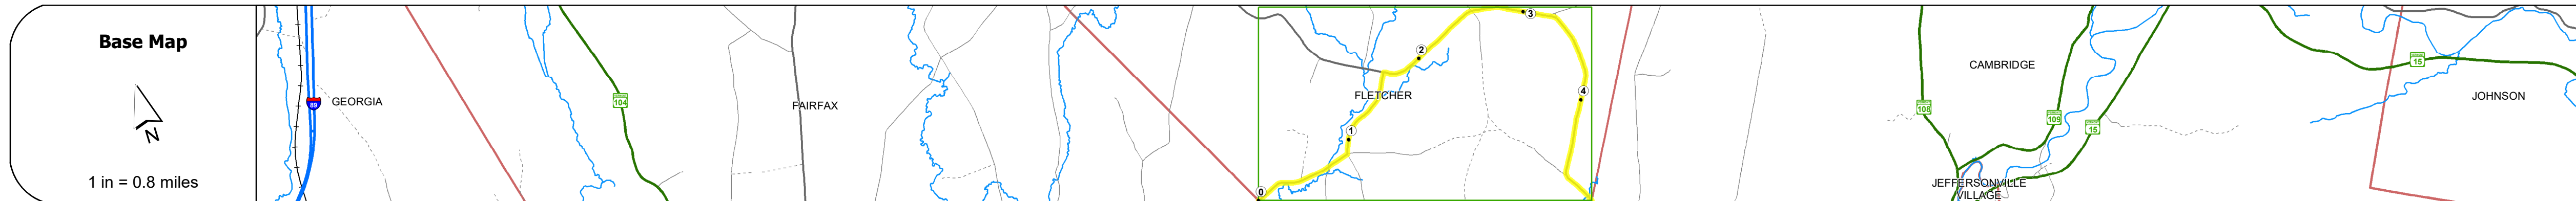 Base Map
N
1 in = 0.8 miles
89
GEORGIA
104
FAIRFAX
FLETCHER
0
1
2
3
4
CAMBRIDGE
108
109
15
JEFFERSONVILLE
VILLAGE
15
JOHNSON